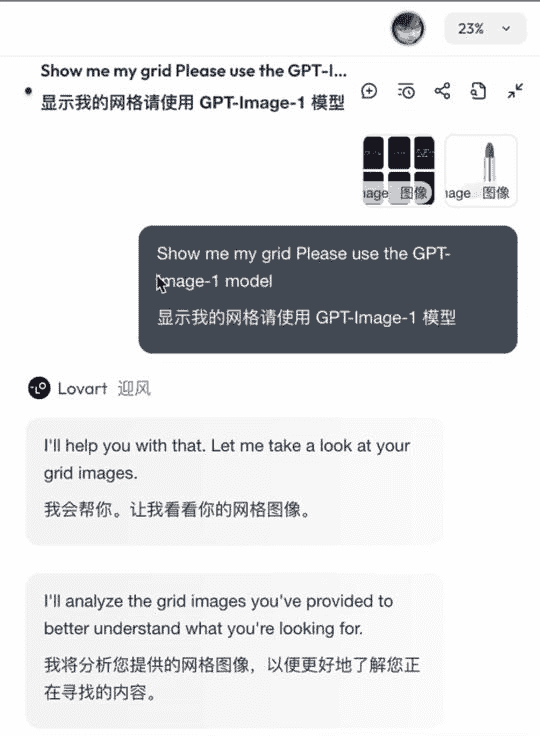 23%
Show me my grid Please use the GPT-I...
显示我的网格请使用 GPT-Image-1 模型
图像
图像
Show me my grid Please use the GPT-
Image-1 model
显示我的网格请使用 GPT-Image-1 模型
Lovart 迎风
I'll help you with that. Let me take a look at your
grid images.
我会帮你。让我看看你的网格图像。
I'll analyze the grid images you've provided to
better understand what you're looking for.
我将分析您提供的网格图像，以便更好地了解您正
在寻找的内容。